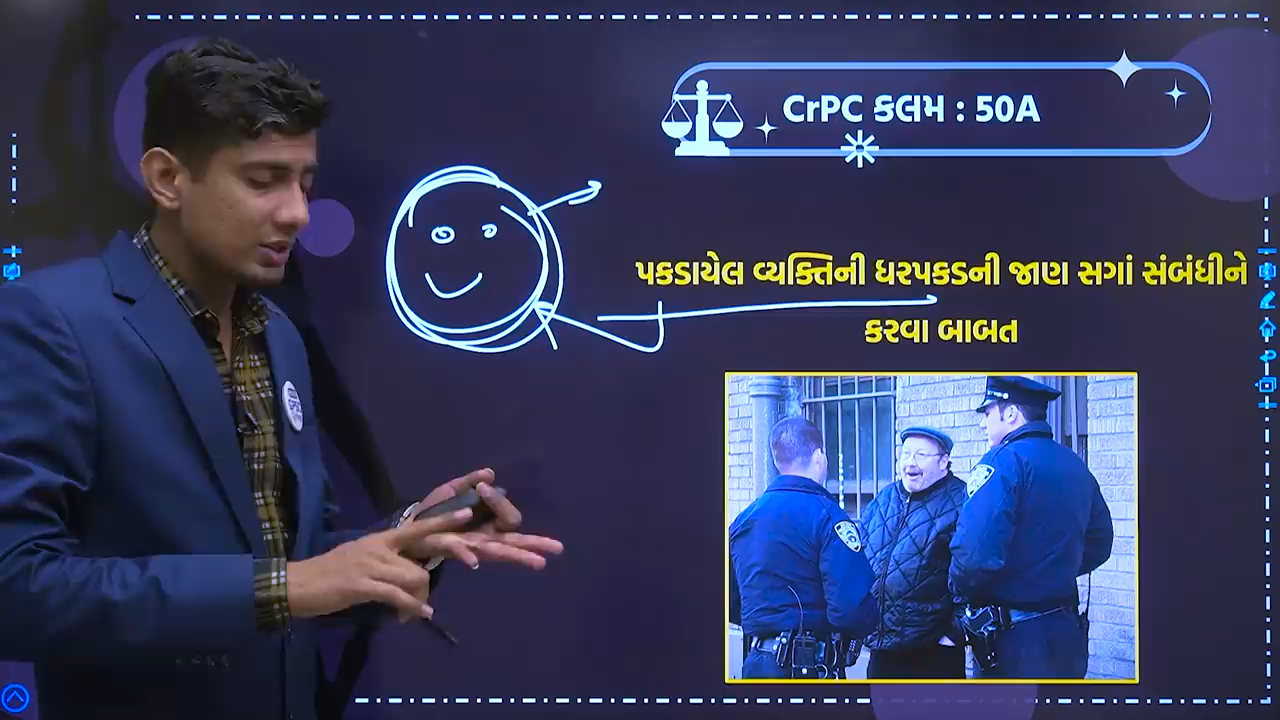 CrPC કલમ : 50A
પકડાયેલ વ્યક્તિની ધરપકડની જાણ સગાં સંબંધીને
કરવા બાબત